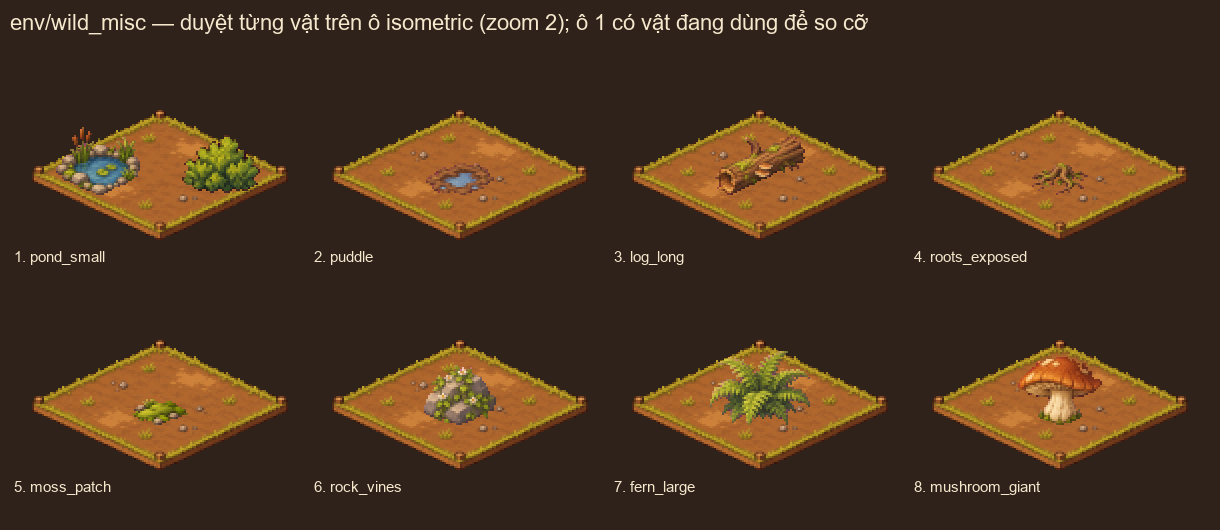 env/wild_misc — duyệt từng vật trên ô isometric (zoom 2); ô 1 có vật đang dùng để so cỡ
1. pond_small
2. puddle
3. log_long
4. roots_exposed
5. moss_patch
6. rock_vines
7. fern_large
8. mushroom_giant